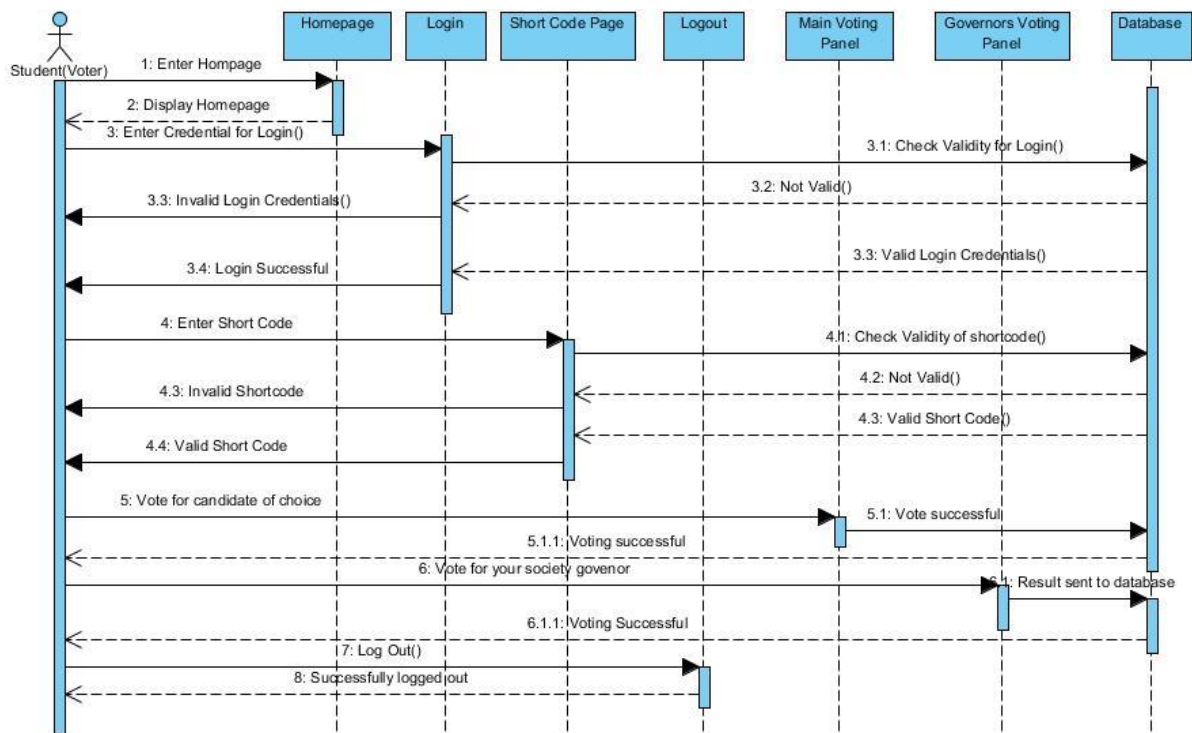 Homepage
Login
Short Code Page
Logout
Main Voting
Panel
Governors Voting
Panel
Database
Student(Voter)
1: Enter Hompage
2: Display Homepage
3: Enter Credential for Login()
3.1: Check Validity for Login()
3.2: Not Valid()
3.3: Invalid Login Credentials()
3.3: Valid Login Credentials()
3.4: Login Successful
4: Enter Short Code
4.1: Check Validity of shortcode()
4.2: Not Valid()
4.3: Invalid Shortcode
4.3: Valid Short Code()
4.4: Valid Short Code
5: Vote for candidate of choice
5.1: Vote successful
5.1.1: Voting successful
6: Vote for your society govenor
6.1: Result sent to database
6.1.1: Voting Successful
7: Log Out()
8: Successfully logged out